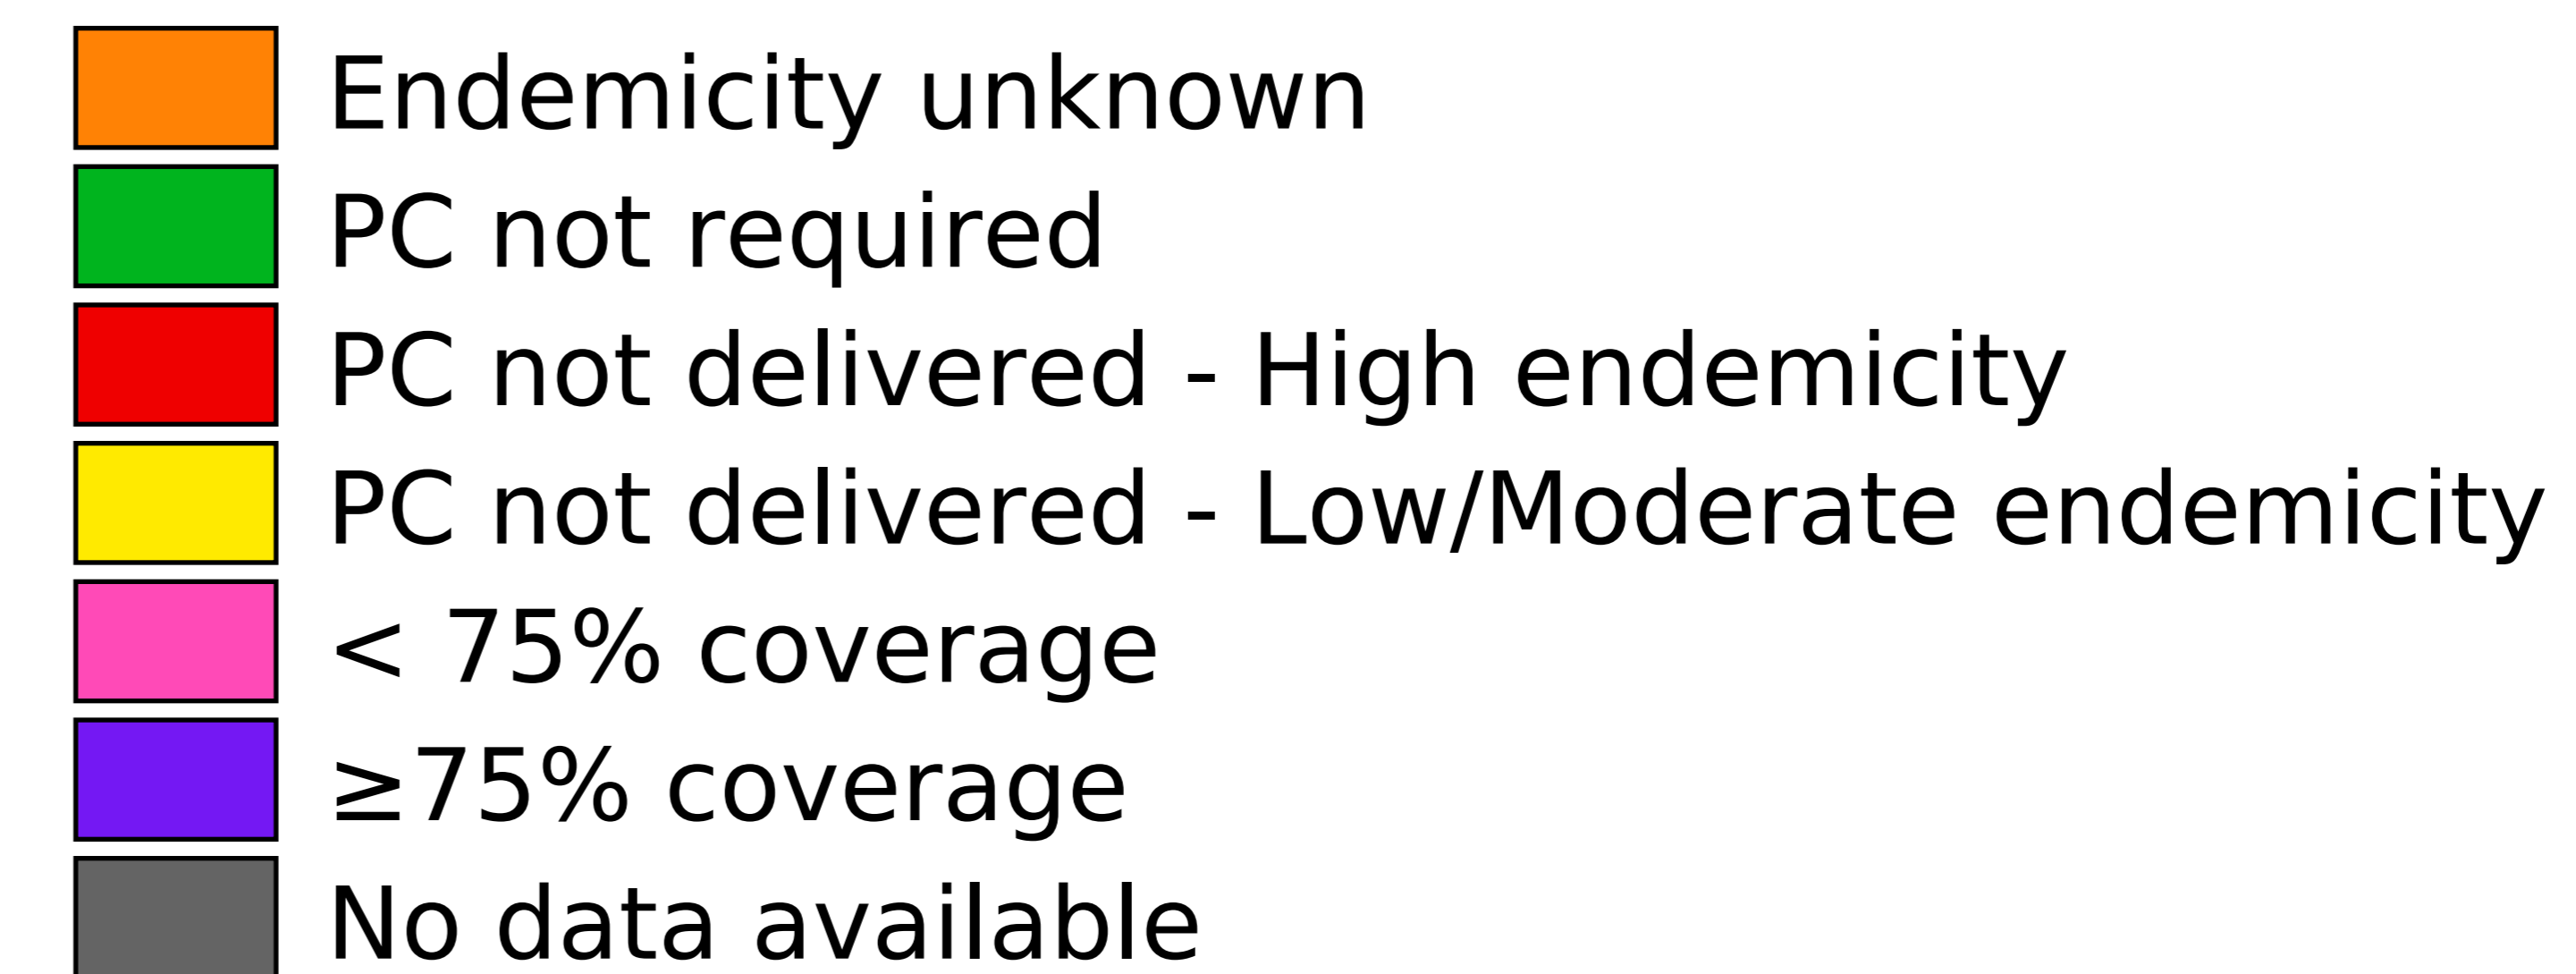 Endemicity unknown
PC not required
PC not delivered - High endemicity
PC not delivered - Low/Moderate endemicity
< 75% coverage
≥75% coverage
No data available